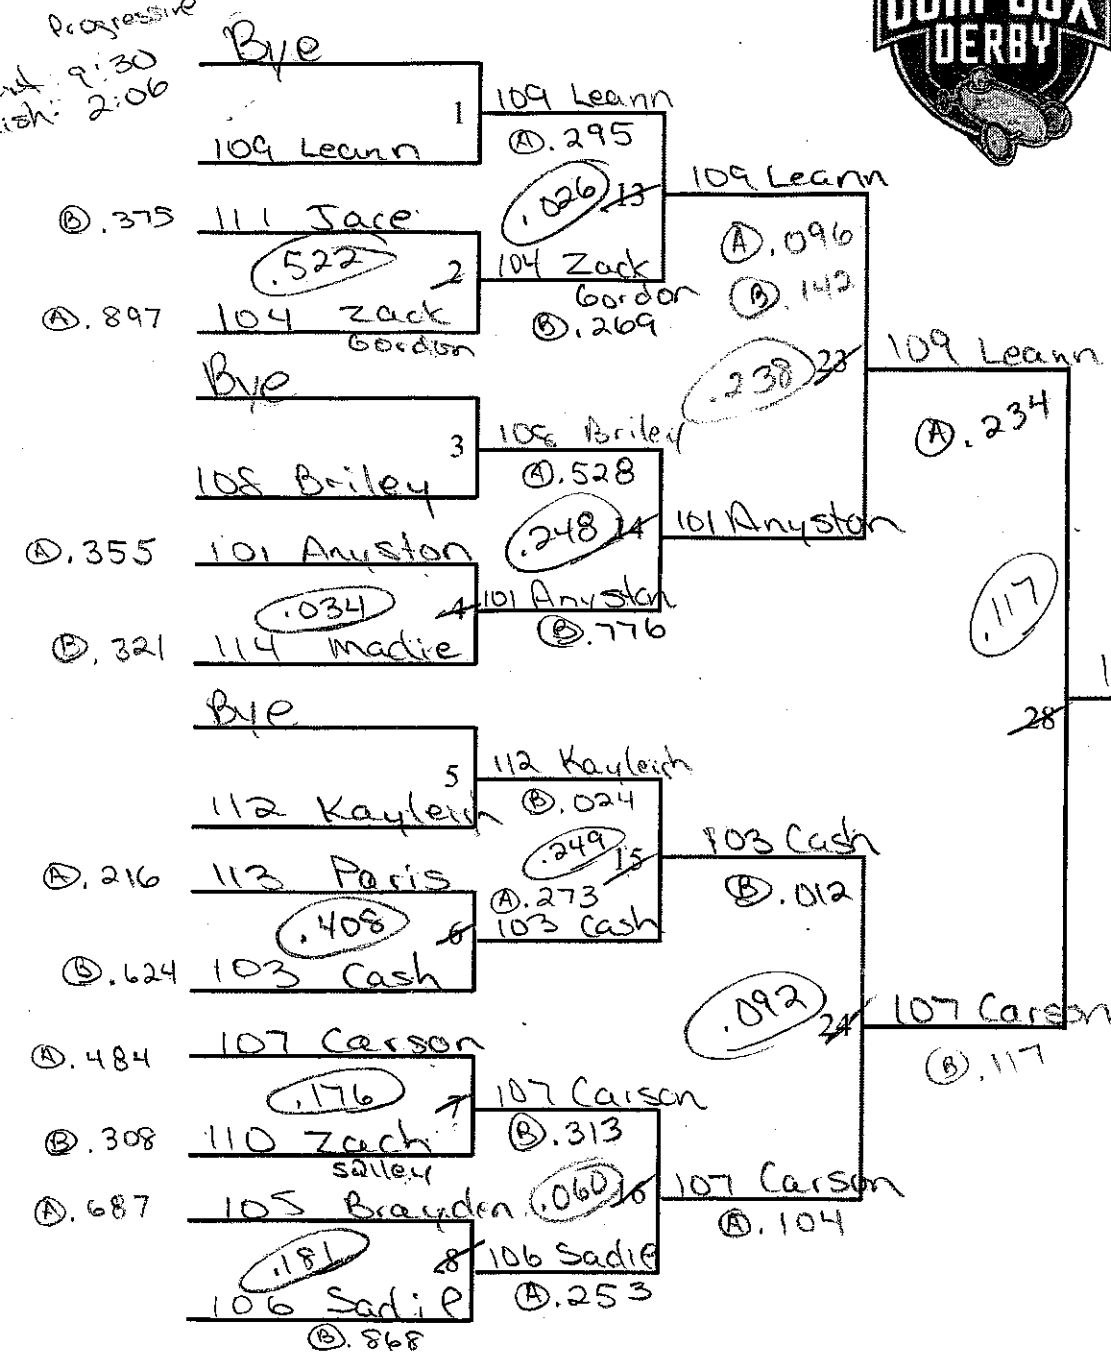 Progressive
9:30
2:06
DERBY
Bye
1
109 Leann
109 Leann
Ⓐ .295
.026
13
109 Leann
Ⓑ .375
111 Jace
.522
2
104 Zack
Gordon
Ⓑ .269
Ⓐ .897
104 Zack
Gordon
Ⓐ .096
Ⓑ .142
.238
23
109 Leann
Ⓐ .234
Bye
3
108 Briley
108 Briley
Ⓐ .528
.248
14
101 Anyston
Ⓐ .355
101 Anyston
.034
4
101 Anyston
Ⓑ .776
Ⓑ .321
114 Madie
.117
28
Bye
5
112 Kayleigh
112 Kayleigh
Ⓑ .024
.249
15
103 Cash
Ⓑ .012
Ⓐ .216
113 Paris
.408
6
Ⓐ .273
103 Cash
Ⓑ .624
103 Cash
.092
24
107 Carson
Ⓑ .117
Ⓐ .484
107 Carson
.176
7
107 Carson
Ⓑ .313
Ⓑ .308
110 Zach
Salley
.060
16
107 Carson
Ⓐ .104
Ⓐ .687
105 Brayden
.181
8
106 Sadie
Ⓐ .253
106 Sadie
Ⓑ .868